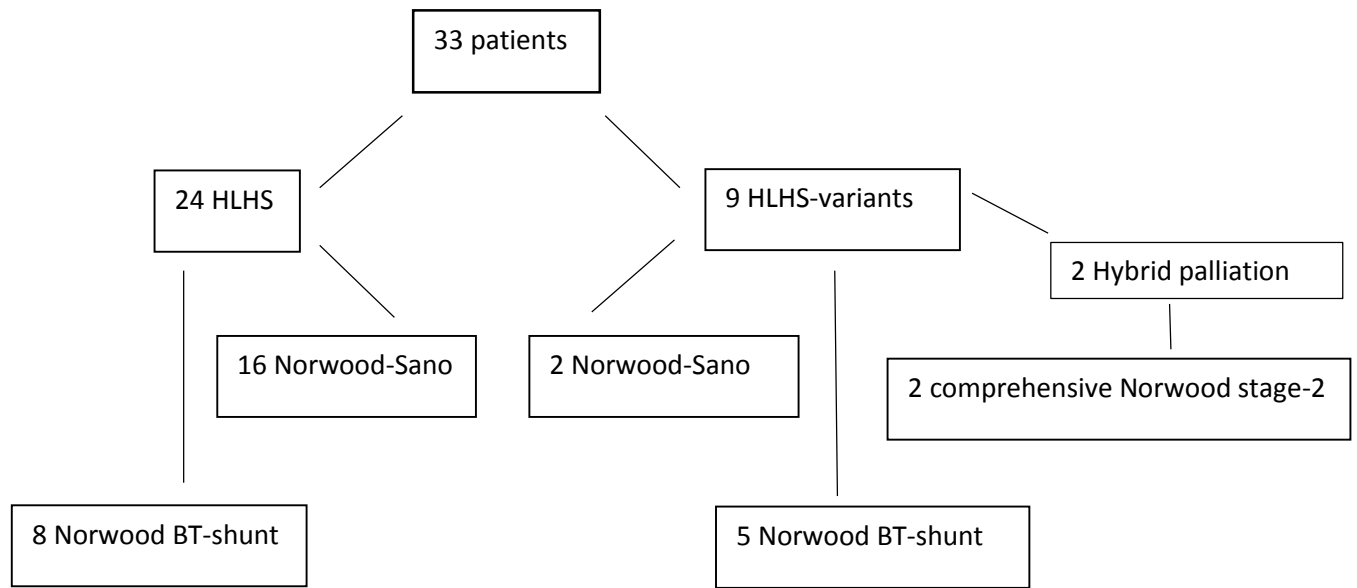 33 patients
24 HLHS
9 HLHS-variants
2 Hybrid palliation
16 Norwood-Sano
2 Norwood-Sano
2 comprehensive Norwood stage-2
8 Norwood BT-shunt
5 Norwood BT-shunt